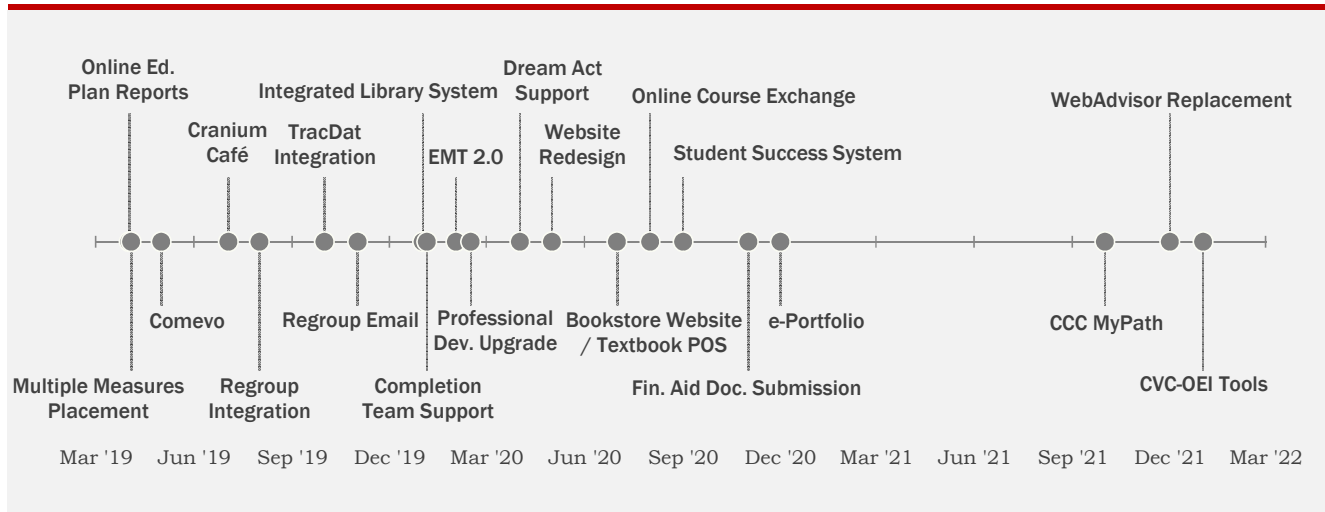 Online Ed.
Plan Reports
Integrated Library System
Dream Act
Support
Online Course Exchange
WebAdvisor Replacement
Cranium
Café
TracDat
Integration
EMT 2.0
Website
Redesign
Student Success System
Comevo
Regroup Email
Professional
Dev. Upgrade
Bookstore Website
/ Textbook POS
e-Portfolio
CCC MyPath
Multiple Measures
Placement
Regroup
Integration
Completion
Team Support
Fin. Aid Doc. Submission
CVC-OEI Tools
Mar '19 Jun '19 Sep '19 Dec '19 Mar '20 Jun '20 Sep '20 Dec '20 Mar '21 Jun '21 Sep '21 Dec '21 Mar '22